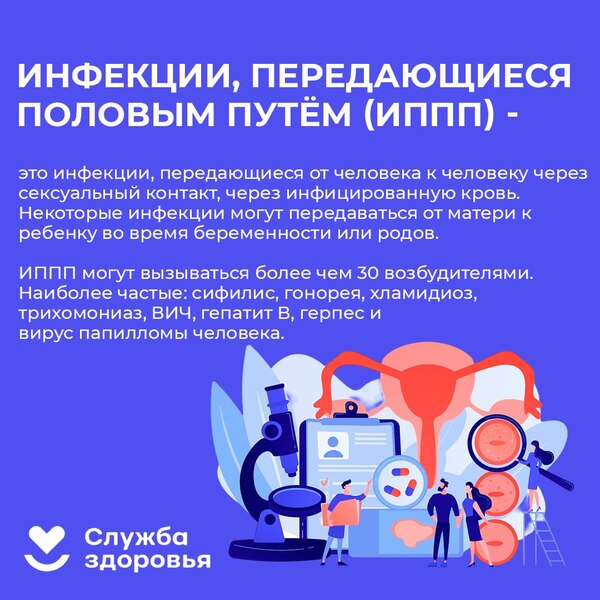 ИНФЕКЦИИ, ПЕРЕДАЮЩИЕСЯ
ПОЛОВЫМ ПУТЁМ (ИППП) -
это инфекции, передающиеся от человека к человеку через
сексуальный контакт, через инфицированную кровь.
Некоторые инфекции могут передаваться от матери к
ребенку во время беременности или родов.
ИППП могут вызываться более чем 30 возбудителями.
Наиболее частые: сифилис, гонорея, хламидиоз,
трихомониаз, ВИЧ, гепатит В, герпес и
вирус папилломы человека.
Служба
здоровья